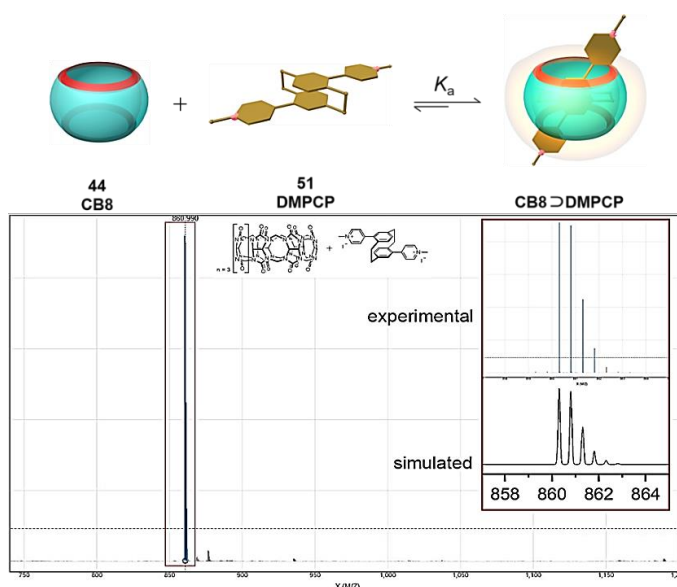 +
Ka
44
CB8
51
DMPCP
CB8⊃DMPCP
860.990
n = 3
+
experimental
simulated
858 860 862 864
750 800 850 900 950 1,000 1,050 1,100 1,150
X (M/Z)